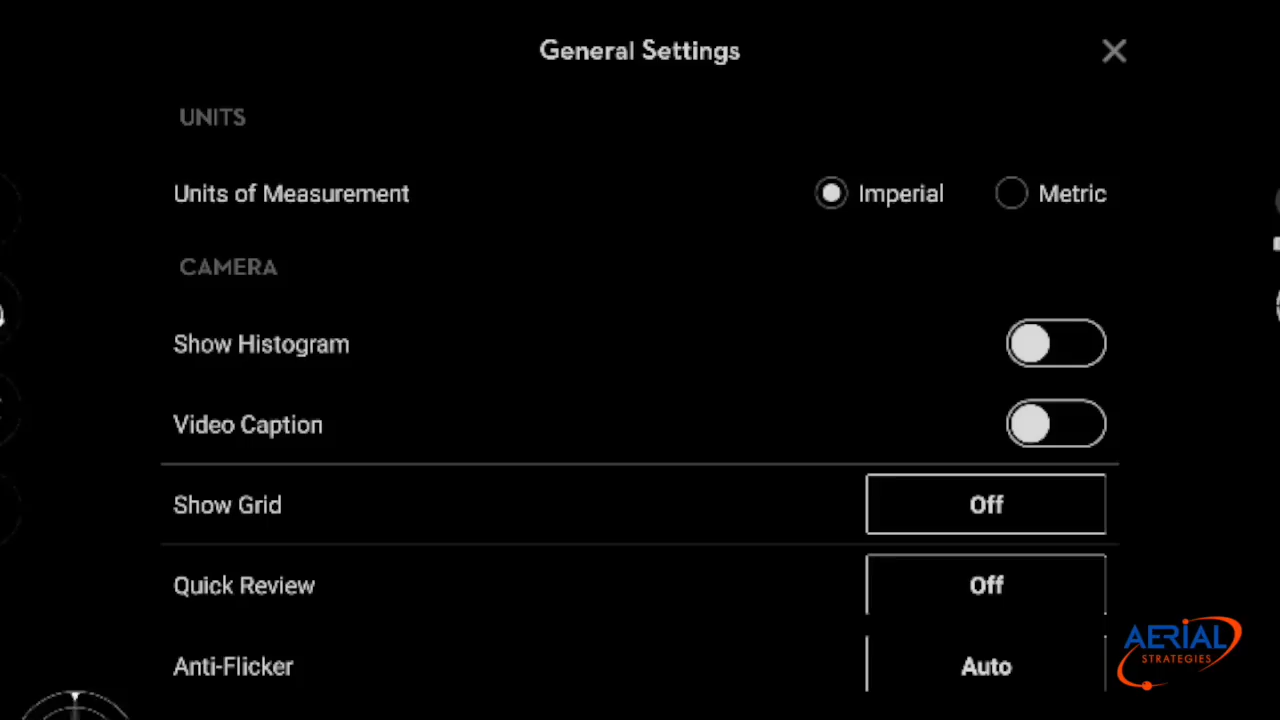 General Settings
UNITS
Units of Measurement Imperial Metric
CAMERA
Show Histogram
Video Caption
Show Grid Off
Quick Review Off
Anti-Flicker Auto
AERIAL
STRATEGIES